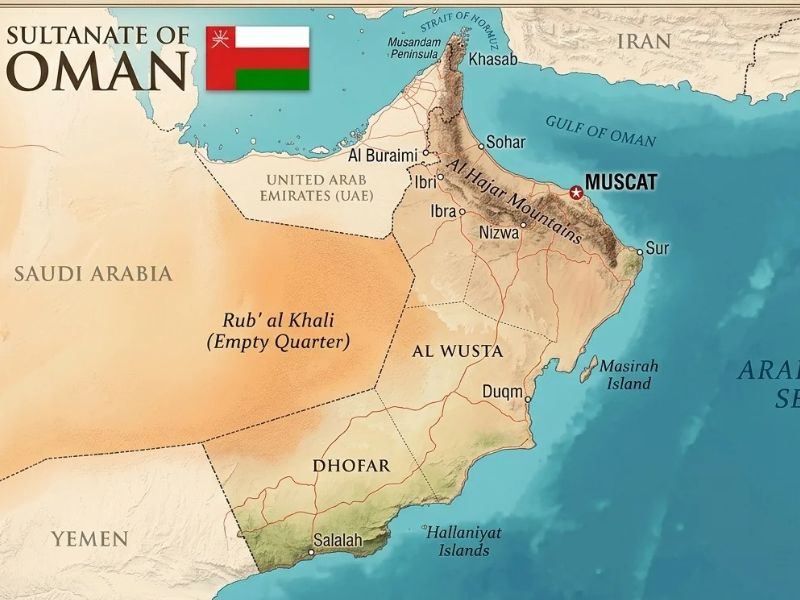 SULTANATE OF
OMAN
STRAIT OF HORMUZ
Musandam
Peninsula
Khasab
IRAN
GULF OF OMAN
Sohar
Al Buraimi
UNITED ARAB
EMIRATES (UAE)
Ibri
Al Hajar Mountains
MUSCAT
Ibra
Nizwa
Sur
SAUDI ARABIA
Rub' al Khali
(Empty Quarter)
AL WUSTA
Masirah
Island
Duqm
DHOFAR
YEMEN
Salalah
Hallaniyat
Islands